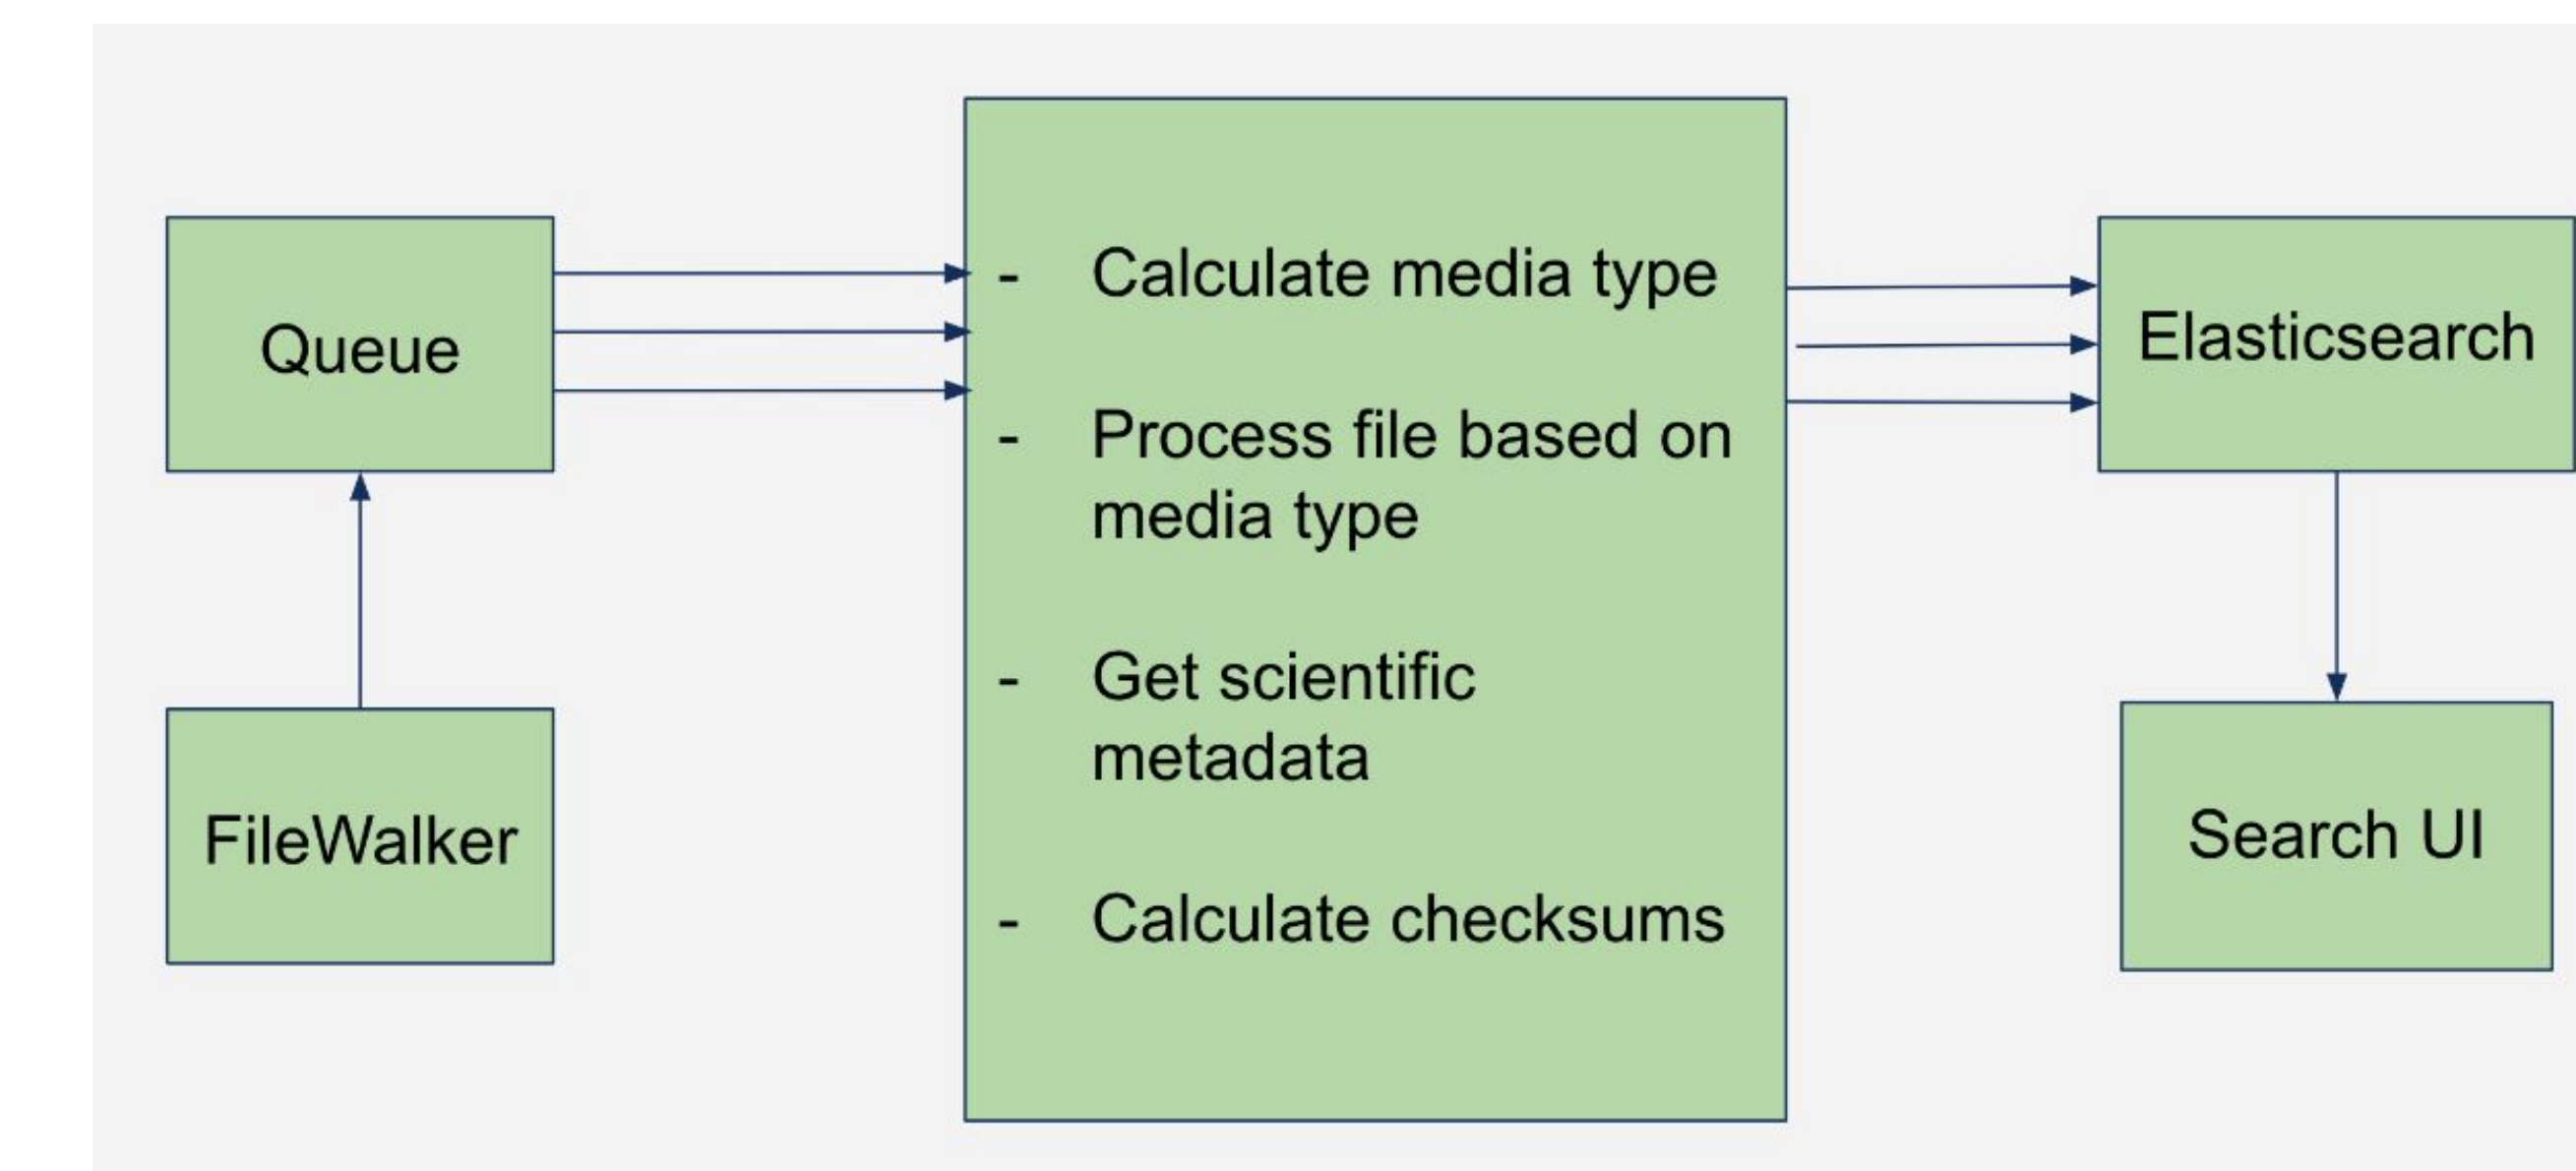 Queue
FileWalker
- Calculate media type
- Process file based on
media type
- Get scientific
metadata
- Calculate checksums
Elasticsearch
Search UI